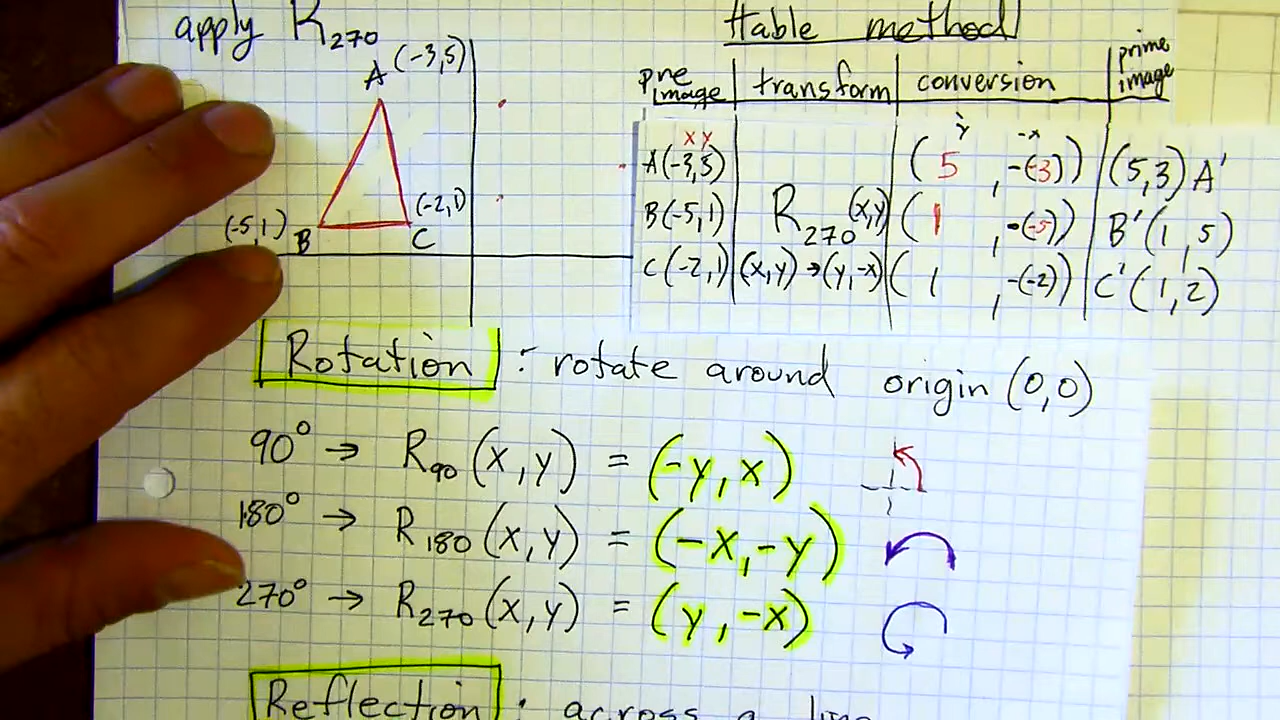 apply R270
A (-3,5)
(-5,1) B
(-2,1)
C
table method
pre image | transform | conversion | prime image
x y
y -x
A(-3,5) (5, -(-3)) (5,3) A'
B(-5,1) R270(x,y) (1, -(-5)) B'(1,5)
C(-2,1) (x,y)→(y,-x) (1, -(-2)) C'(1,2)
Rotation : rotate around origin (0,0)
90° → R90(x,y) = (-y,x)
180° → R180(x,y) = (-x,-y)
270° → R270(x,y) = (y,-x)
Reflection : across a line